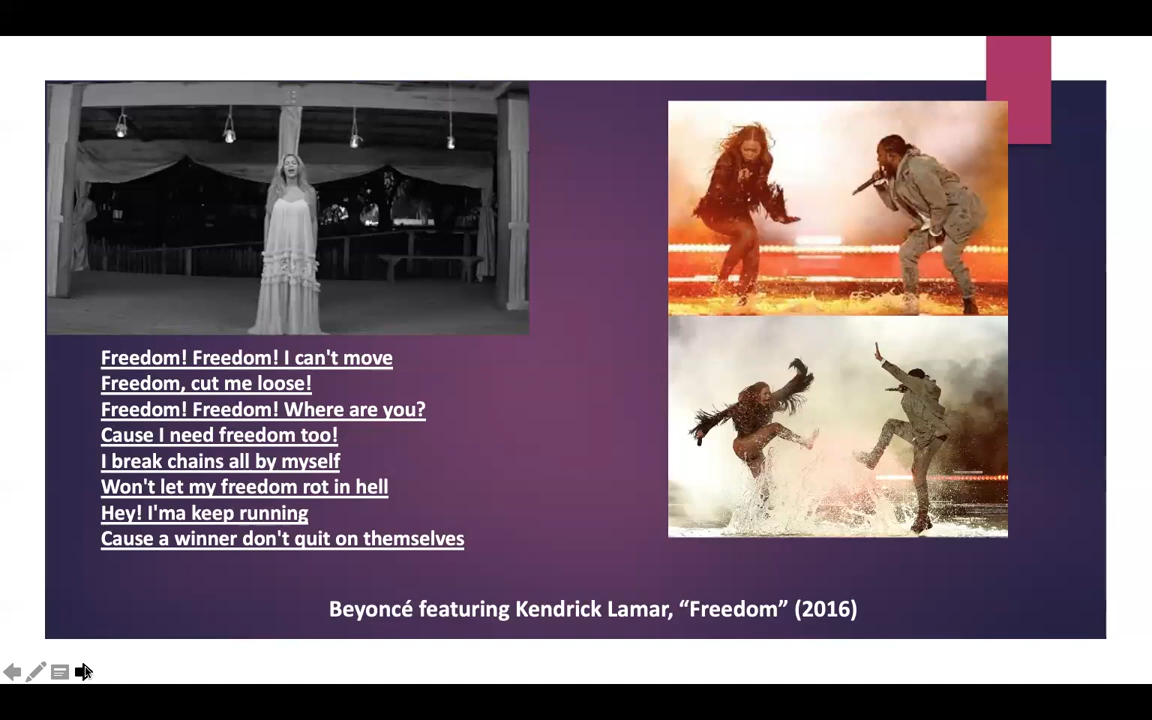 Freedom! Freedom! I can't move
Freedom, cut me loose!
Freedom! Freedom! Where are you?
Cause I need freedom too!
I break chains all by myself
Won't let my freedom rot in hell
Hey! I'ma keep running
Cause a winner don't quit on themselves
Beyoncé featuring Kendrick Lamar, “Freedom” (2016)